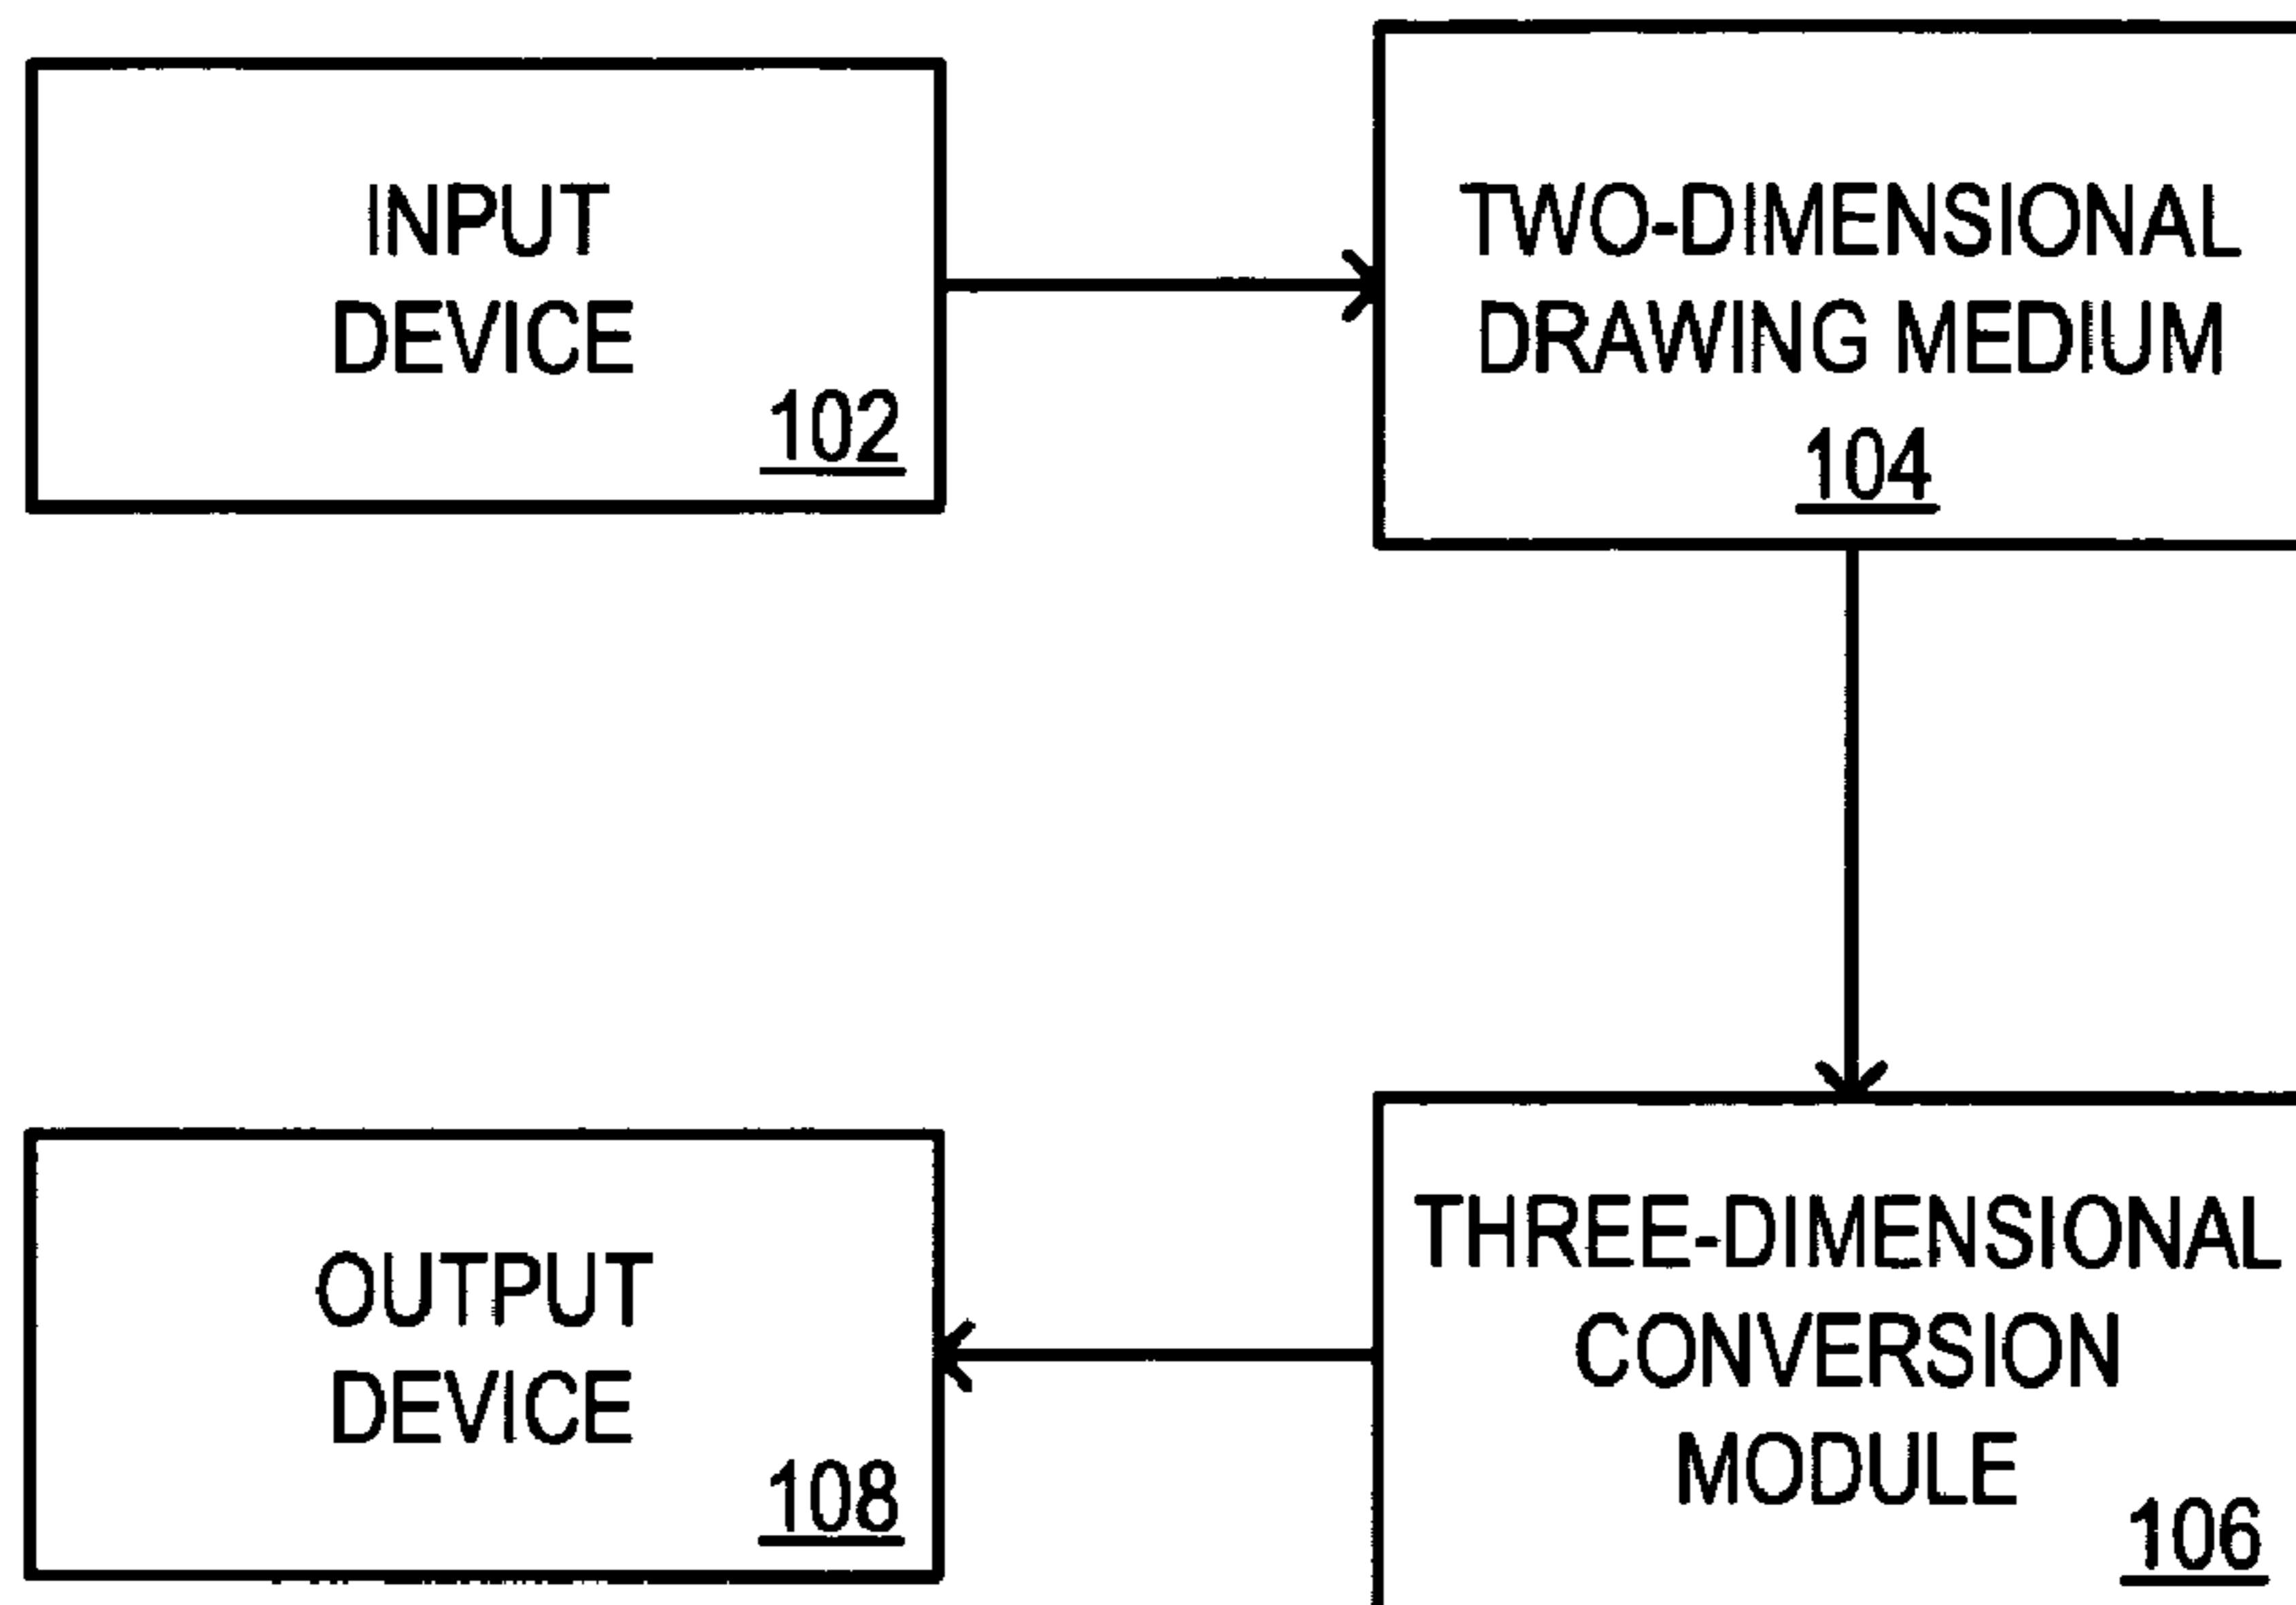 INPUT
DEVICE
102
TWO-DIMENSIONAL
DRAWING MEDIUM
104
THREE-DIMENSIONAL
CONVERSION
MODULE
106
OUTPUT
DEVICE
108